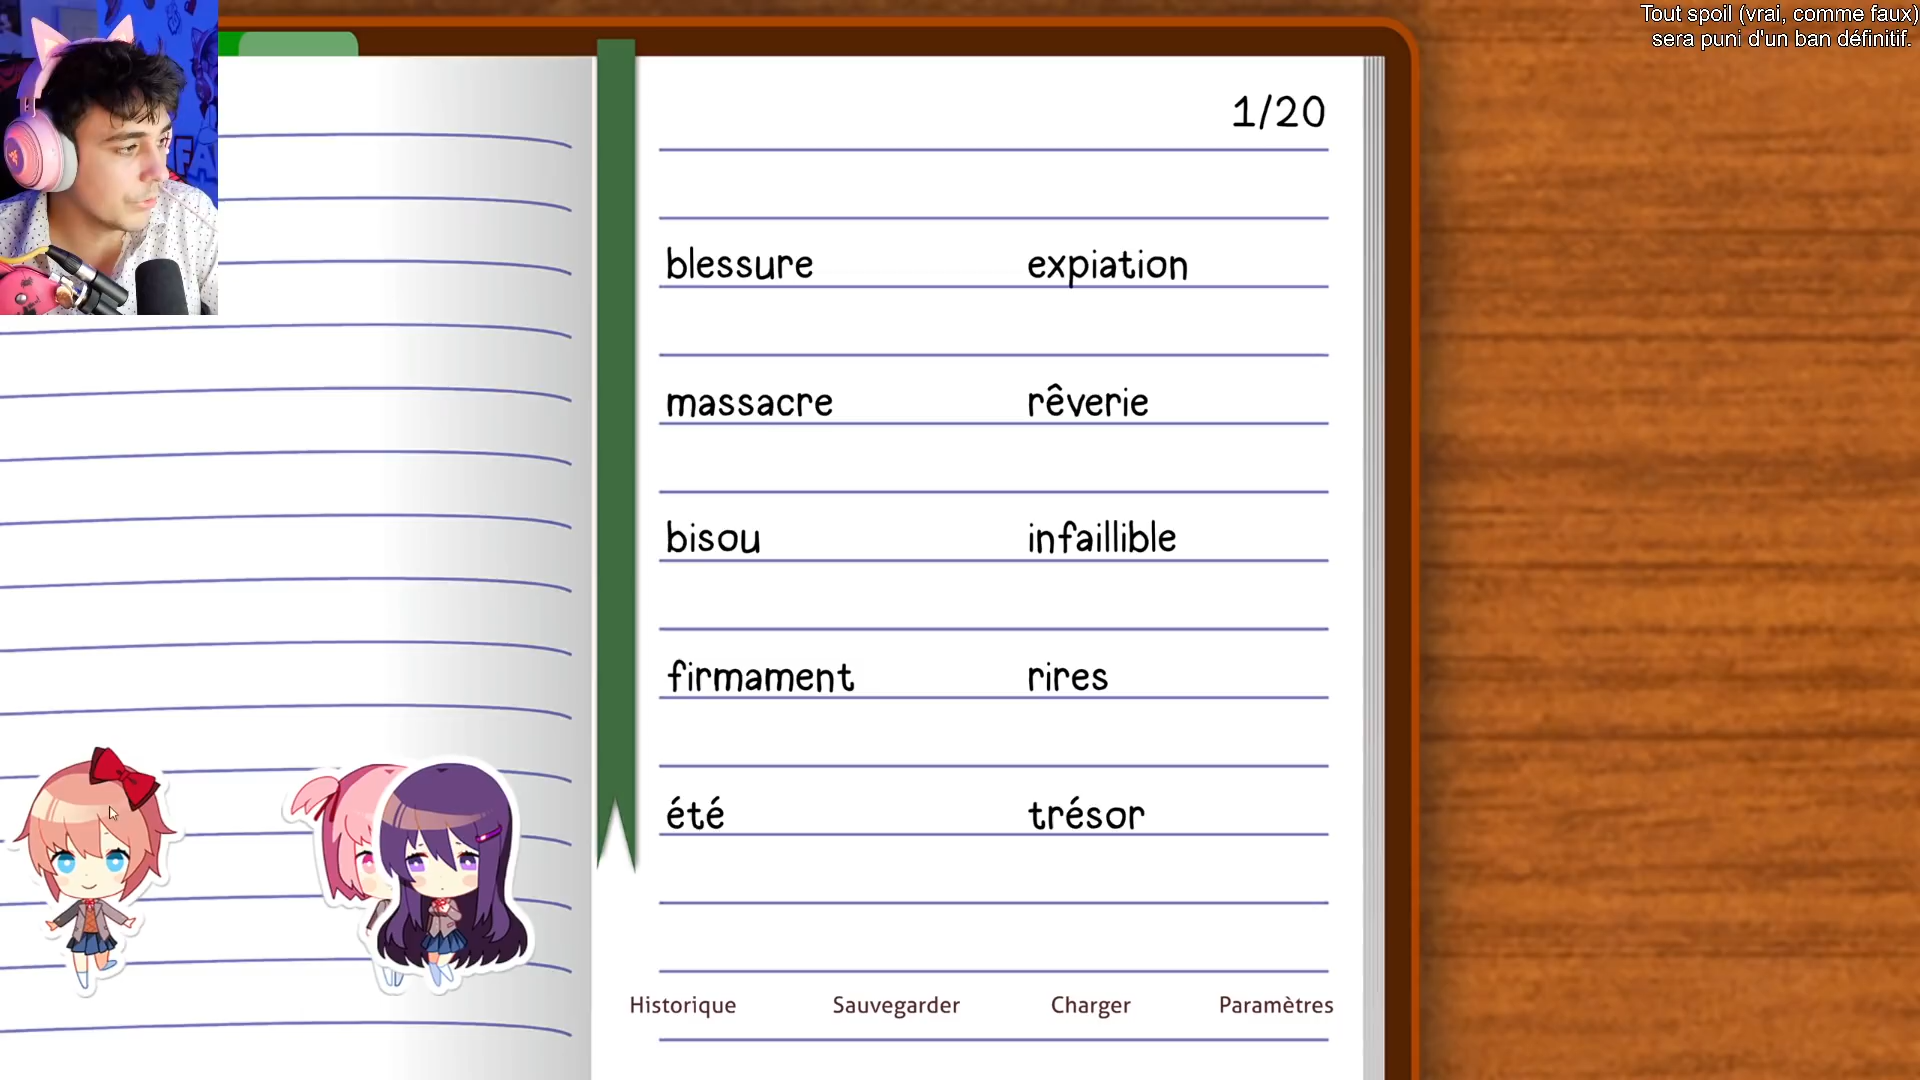 Tout spoil (vrai, comme faux)
sera puni d'un ban définitif.
1/20
blessure expiation
massacre rêverie
bisou infaillible
firmament rires
été trésor
Historique Sauvegarder Charger Paramètres